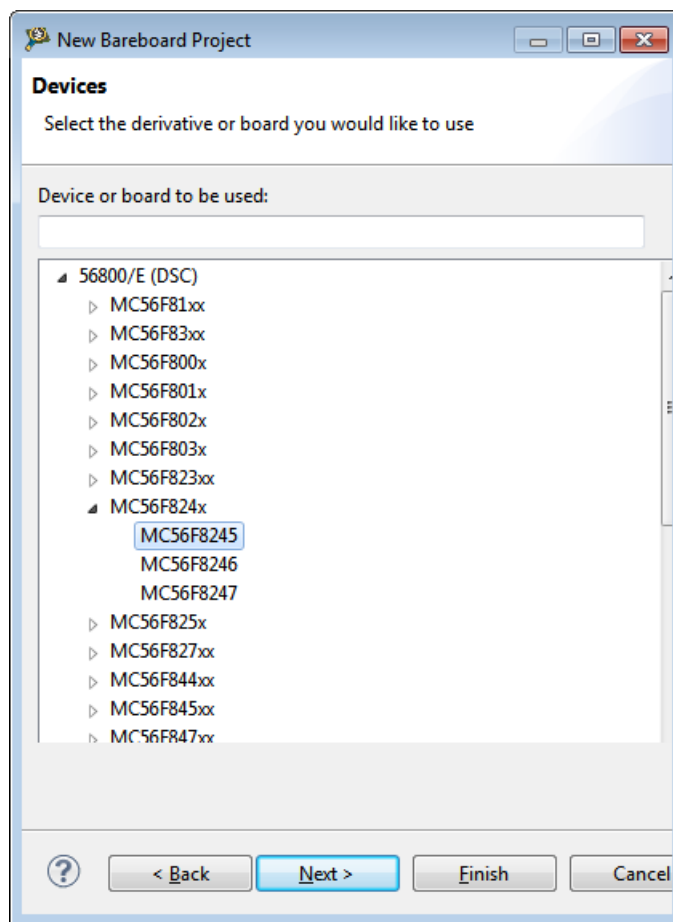 New Bareboard Project
Devices
Select the derivative or board you would like to use
Device or board to be used:
56800/E (DSC)
MC56F81xx
MC56F83xx
MC56F800x
MC56F801x
MC56F802x
MC56F803x
MC56F823xx
MC56F824x
MC56F8245
MC56F8246
MC56F8247
MC56F825x
MC56F827xx
MC56F844xx
MC56F845xx
MC56F847xx
? < Back Next > Finish Cancel